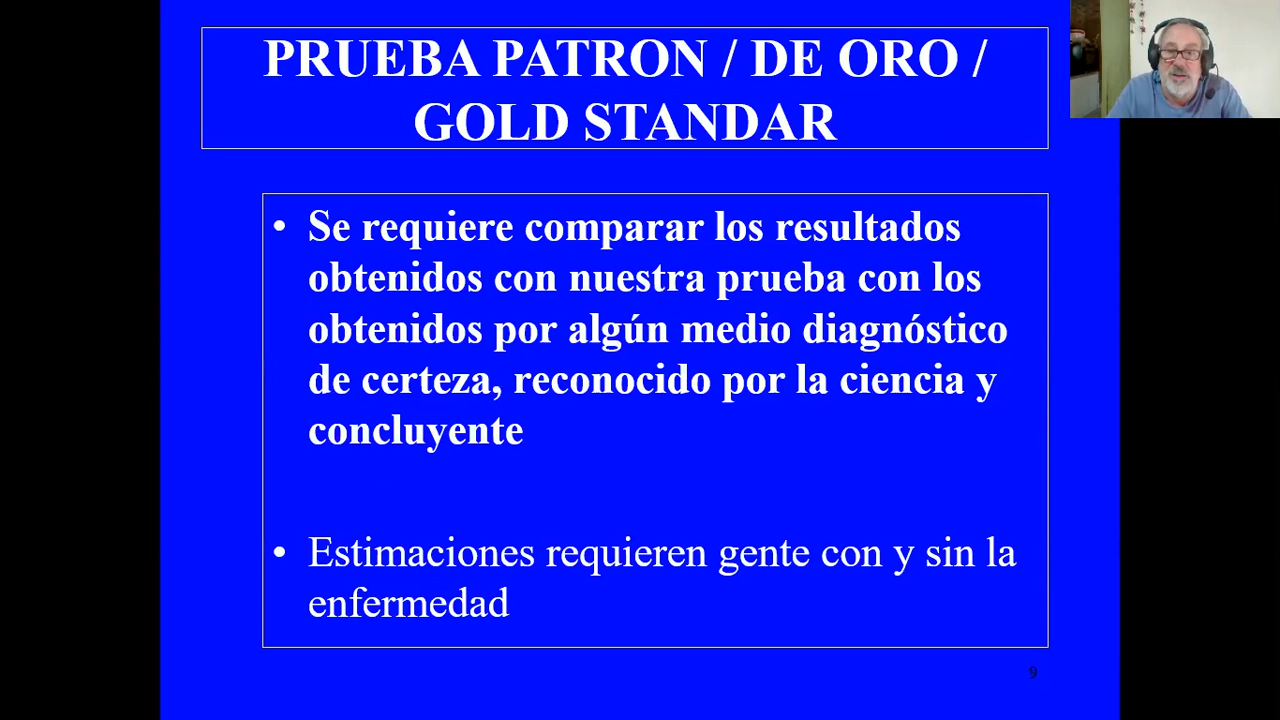 PRUEBA PATRON / DE ORO /
GOLD STANDAR
• Se requiere comparar los resultados
obtenidos con nuestra prueba con los
obtenidos por algún medio diagnóstico
de certeza, reconocido por la ciencia y
concluyente
• Estimaciones requieren gente con y sin la
enfermedad
9